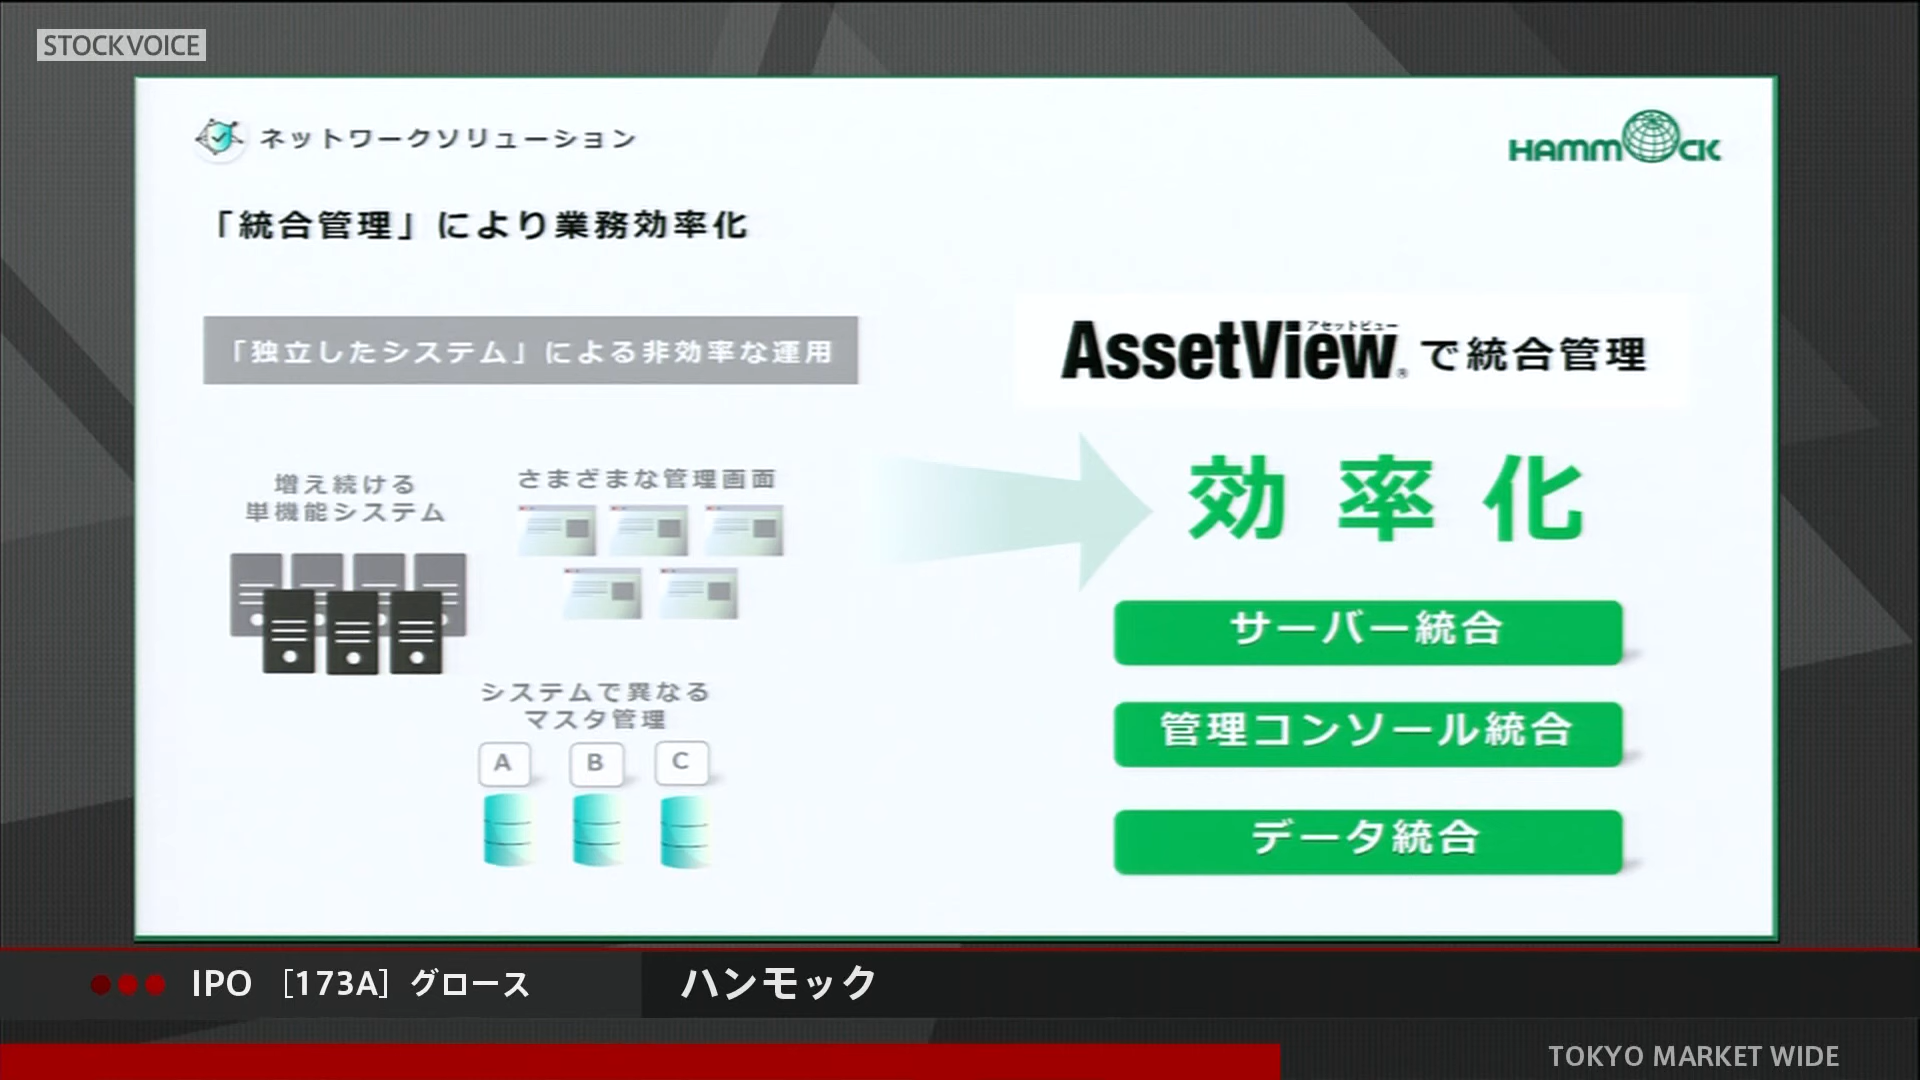 STOCKVOICE
ネットワークソリューション
HAMMOCK
「統合管理」により業務効率化
「独立したシステム」による非効率な運用
アセットビュー
AssetView® で統合管理
増え続ける
単機能システム
さまざまな管理画面
効率化
サーバー統合
管理コンソール統合
データ統合
システムで異なる
マスタ管理
A B C
IPO [173A] グロース
ハンモック
TOKYO MARKET WIDE